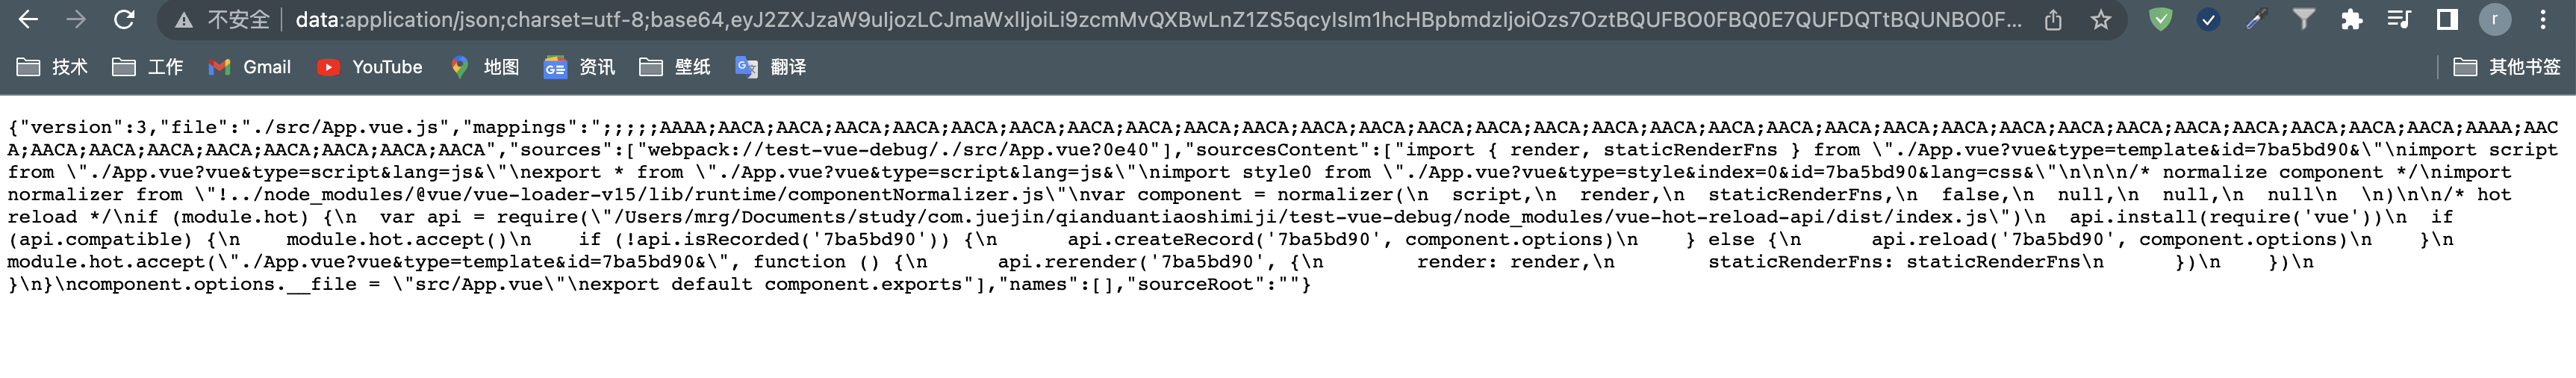 不安全 data:application/json;charset=utf-8;base64,eyJ2ZXJzaW9uIjozLCJmaWxlIjoiLi9zcmMvQXBwLnZ1ZS5qcyIsIm1hcHBpbmdzIjoiOzs7OztBQUFBO0FBQ0E7QUFDQTtBQUNBO0F...
r
技术 工作 Gmail YouTube 地图 资讯 壁纸 翻译 其他书签
{"version":3,"file":"./src/App.vue.js","mappings":";;;;;AAAA;AACA;AACA;AACA;AACA;AACA;AACA;AACA;AACA;AACA;AACA;AACA;AACA;AACA;AACA;AACA;AACA;AACA;AACA;AACA;AACA;AACA;AACA;AACA;AACA;AACA;AACA;AACA;AACA;AACA;AACA;AAAA;AAC
A;AACA;AACA;AACA;AACA;AACA;AACA;AACA;AACA","sources":["webpack://test-vue-debug/./src/App.vue?0e40"],"sourcesContent":["import { render, staticRenderFns } from \"./App.vue?vue&type=template&id=7ba5bd90&\"\nimport script
from \"./App.vue?vue&type=script&lang=js&\"\nexport * from \"./App.vue?vue&type=script&lang=js&\"\nimport style0 from \"./App.vue?vue&type=style&index=0&id=7ba5bd90&lang=css&\"\n\n\n/* normalize component */\nimport
normalizer from \"!../node_modules/@vue/vue-loader-v15/lib/runtime/componentNormalizer.js\"\nvar component = normalizer(\n  script,\n  render,\n  staticRenderFns,\n  false,\n  null,\n  null,\n  null\n  \n)\n\n/* hot
reload */\nif (module.hot) {\n  var api = require(\"/Users/mrg/Documents/study/com.juejin/qianduantiaoshimiji/test-vue-debug/node_modules/vue-hot-reload-api/dist/index.js\")\n  api.install(require('vue'))\n  if
(api.compatible) {\n    module.hot.accept()\n    if (!api.isRecorded('7ba5bd90')) {\n      api.createRecord('7ba5bd90', component.options)\n    } else {\n      api.reload('7ba5bd90', component.options)\n    }\n
module.hot.accept(\"./App.vue?vue&type=template&id=7ba5bd90&\", function () {\n      api.rerender('7ba5bd90', {\n        render: render,\n        staticRenderFns: staticRenderFns\n      })\n    })\n
}\n}\ncomponent.options.__file = \"src/App.vue\"\nexport default component.exports"],"names":[],"sourceRoot":""}